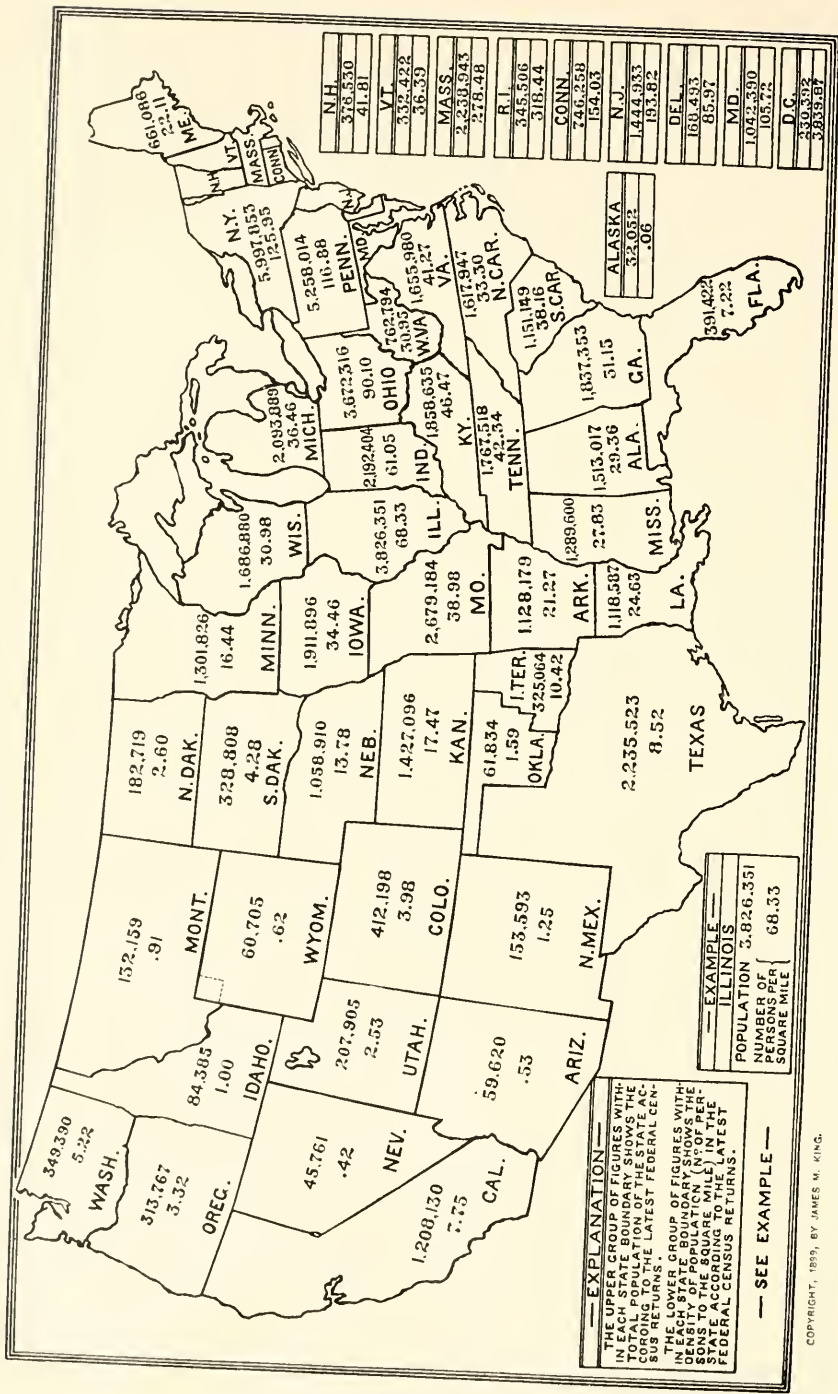 349.390
5.22
WASH.
313,767
3.32
OREG.
1.208,130
7.75
CAL.
45.761
.42
NEV.
84.385
1.00
IDAHO.
132.159
.91
MONT.
60,705
.62
WYOM.
207,905
2.53
UTAH.
412.198
3.98
COLO.
59.620
.53
ARIZ.
153.593
1.25
N.MEX.
182,719
2.60
N.DAK.
328,808
4.28
S.DAK.
1.058,910
13.78
NEB.
1.427,096
17.47
KAN.
61.834
1.59
OKLA.
I.TER.
325.064
10.42
2.235.523
8.52
TEXAS
1,301.826
16.44
MINN.
1.911.896
34.46
IOWA.
2,679.184
38.98
MO.
1.128,179
21.27
ARK.
1,118,587
24.63
LA.
1.686,880
30.98
WIS.
3.826,351
68.33
ILL.
2,093,889
36.46
MICH.
2,192,404
61.05
IND.
3.672,316
90.10
OHIO
1,858,635
46.47
KY.
1,767,518
42.34
TENN.
1,289,600
27.83
MISS.
1,513,017
29.36
ALA.
1,837,353
31.15
GA.
391,422
7.22
FLA.
1,151,149
38.16
S.CAR.
1,617,947
33.30
N.CAR.
1,655,980
41.27
VA.
762,794
30.95
W.VA.
MD.
N.J.
5,258,014
116.88
PENN.
N.Y.
5,997,853
125.95
661,086
22.11
ME.
N.H.
VT.
MASS.
CONN.
N.H.
376,530
41.81
VT.
332,422
36.39
MASS.
2,238,943
278.48
R.I.
345,506
318.44
CONN.
746,258
154.03
N.J.
1,444,933
193.82
DEL.
168,493
85.97
MD.
1,042,390
105.72
D.C.
230,392
3,839.87
ALASKA
32,052
.06
— EXPLANATION —
THE UPPER GROUP OF FIGURES WITH-
IN EACH STATE BOUNDARY SHOWS THE
TOTAL POPULATION OF THE STATE AC-
CORDING TO THE LATEST FEDERAL CEN-
SUS RETURNS.
THE LOWER GROUP OF FIGURES WITH-
IN EACH STATE BOUNDARY, SHOWS THE
DENSITY OF POPULATION (No OF PER-
SONS TO THE SQUARE MILE) IN THE
STATE ACCORDING TO THE LATEST
FEDERAL CENSUS RETURNS.
— SEE EXAMPLE —
— EXAMPLE —
ILLINOIS
POPULATION 3.826.351
NUMBER OF
PERSONS PER
SQUARE MILE
68.33
COPYRIGHT, 1899, BY JAMES M. KING.